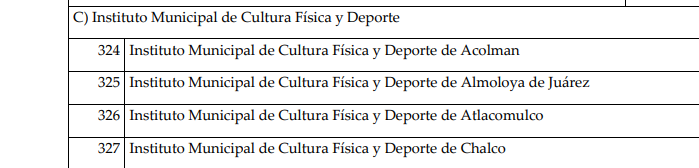 C) Instituto Municipal de Cultura Física y Deporte
324 Instituto Municipal de Cultura Física y Deporte de Acolman
325 Instituto Municipal de Cultura Física y Deporte de Almoloya de Juárez
326 Instituto Municipal de Cultura Física y Deporte de Atlacomulco
327 Instituto Municipal de Cultura Física y Deporte de Chalco